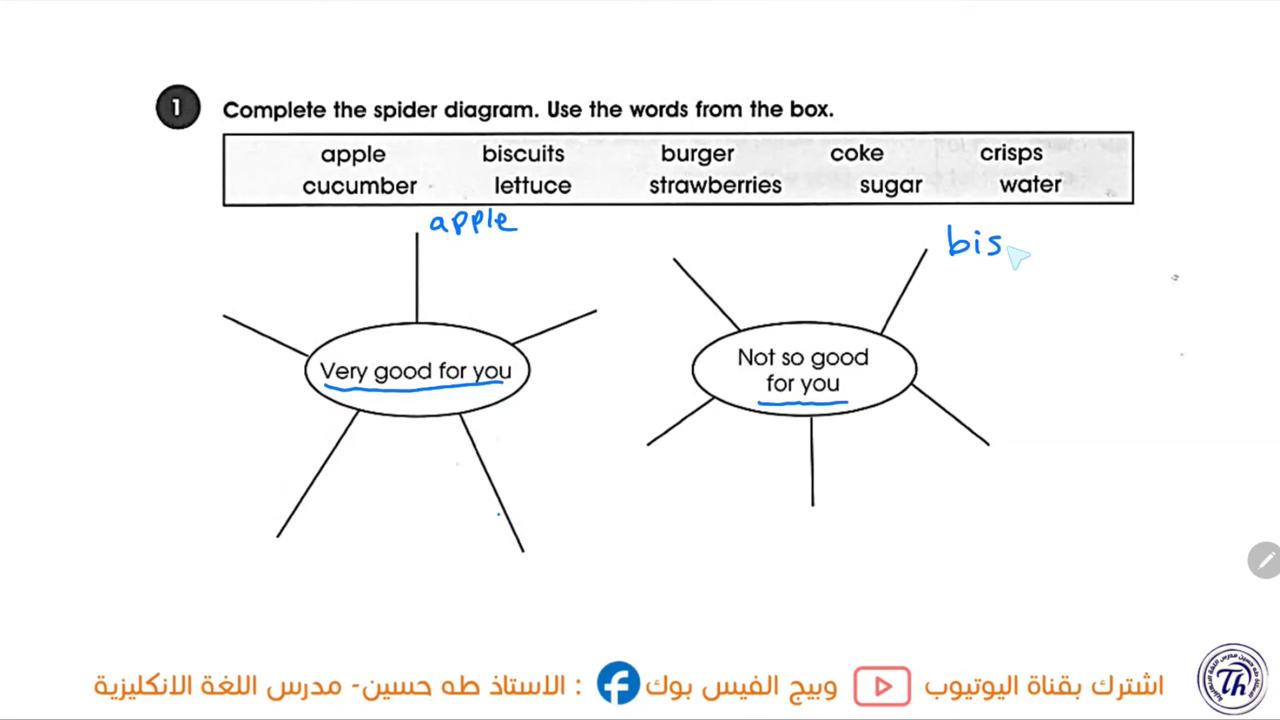 1 Complete the spider diagram. Use the words from the box.
apple biscuits burger coke crisps
cucumber lettuce strawberries sugar water
apple
bis
Very good for you
Not so good
for you
اشترك بقناة اليوتيوب وبيج الفيس بوك : الاستاذ طه حسين- مدرس اللغة الانكليزية
Th